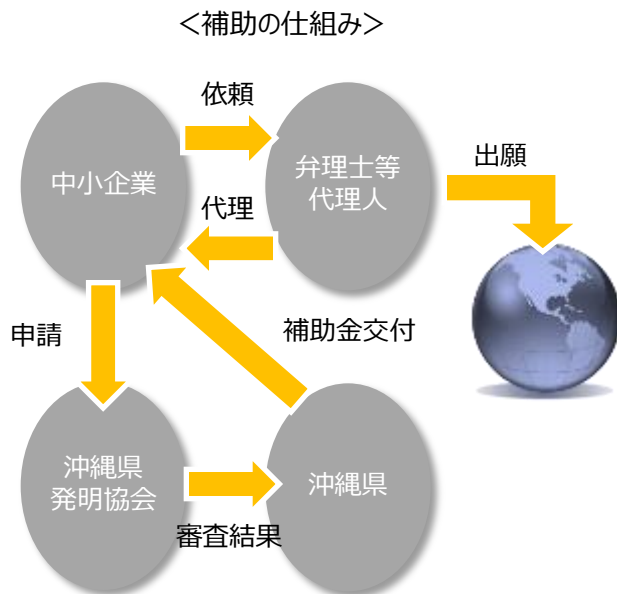 <補助の仕組み>
依頼
中小企業
弁理士等
代理人
出願
代理
申請
補助金交付
沖縄県
発明協会
沖縄県
審査結果